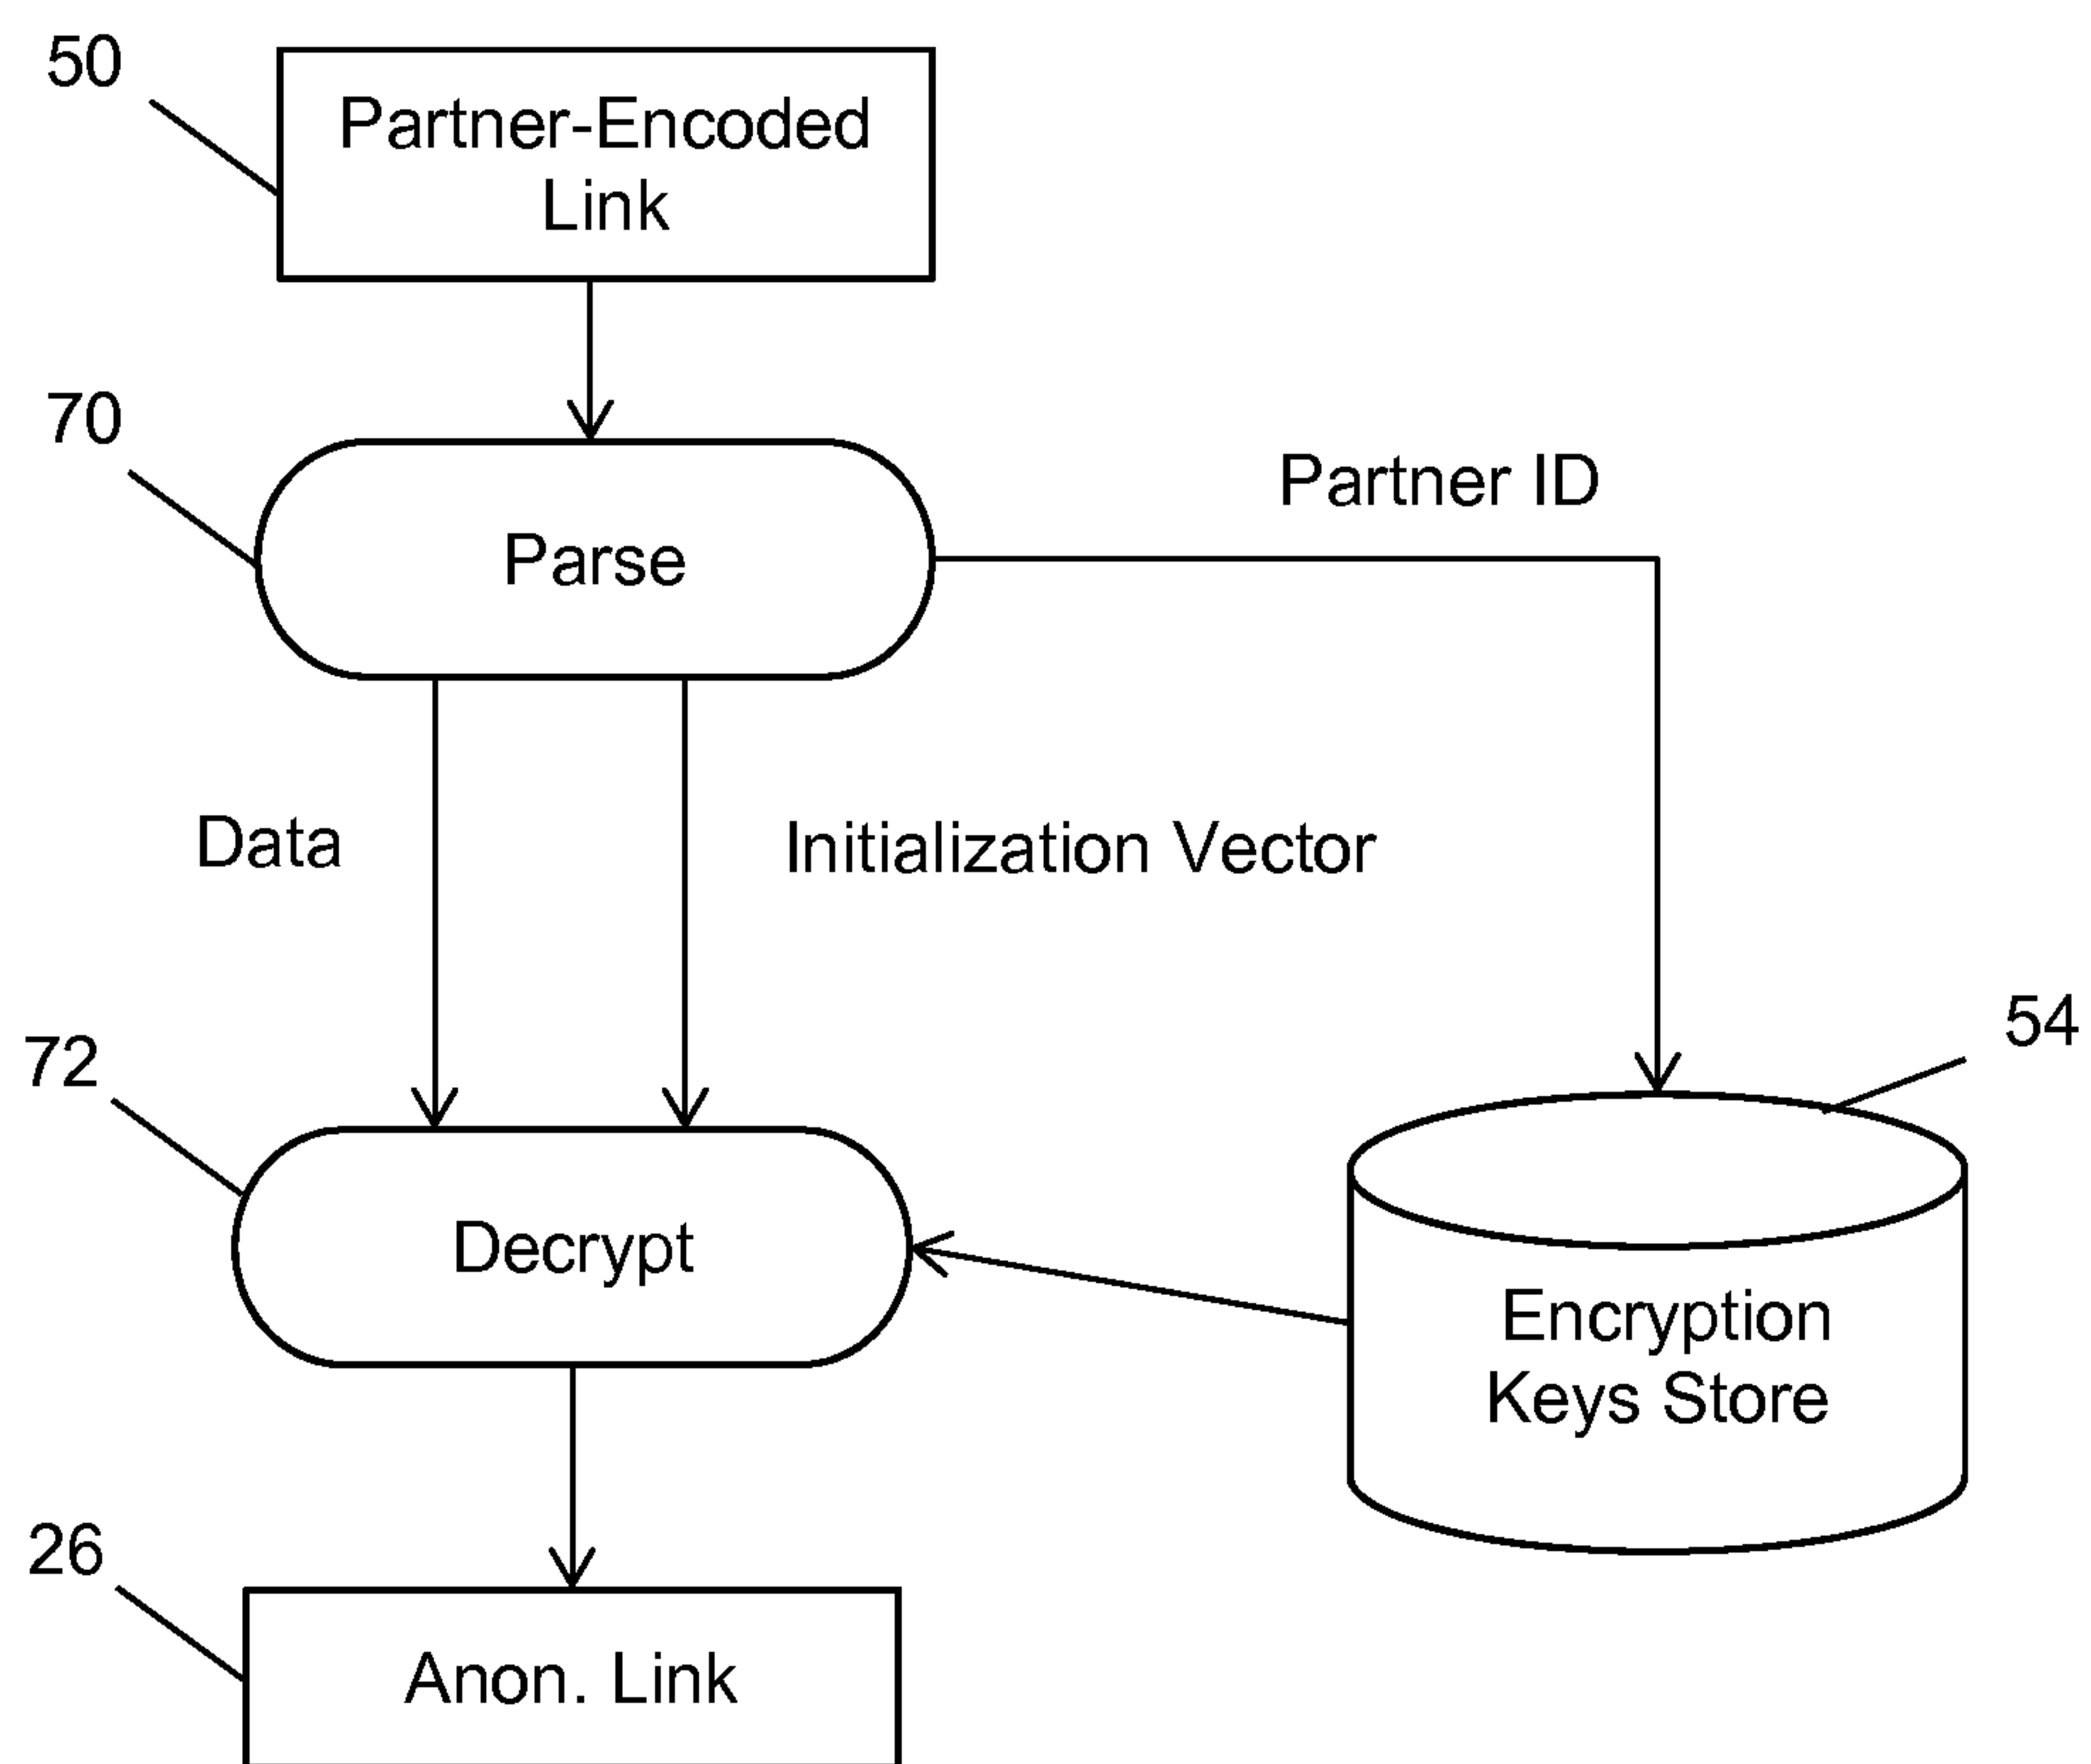 50
Partner-Encoded
Link
70
Parse
Partner ID
Data
Initialization Vector
72
Decrypt
54
Encryption
Keys Store
26
Anon. Link